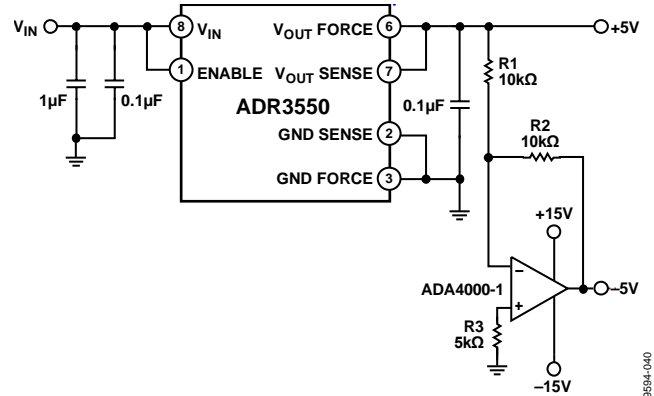 VIN
8
VIN
VOUT FORCE
6
+5V
1
ENABLE
VOUT SENSE
7
R1
10kΩ
1µF
0.1µF
ADR3550
0.1µF
R2
10kΩ
GND SENSE
2
GND FORCE
3
+15V
–
ADA4000-1
–5V
+
R3
5kΩ
–15V
9594-040